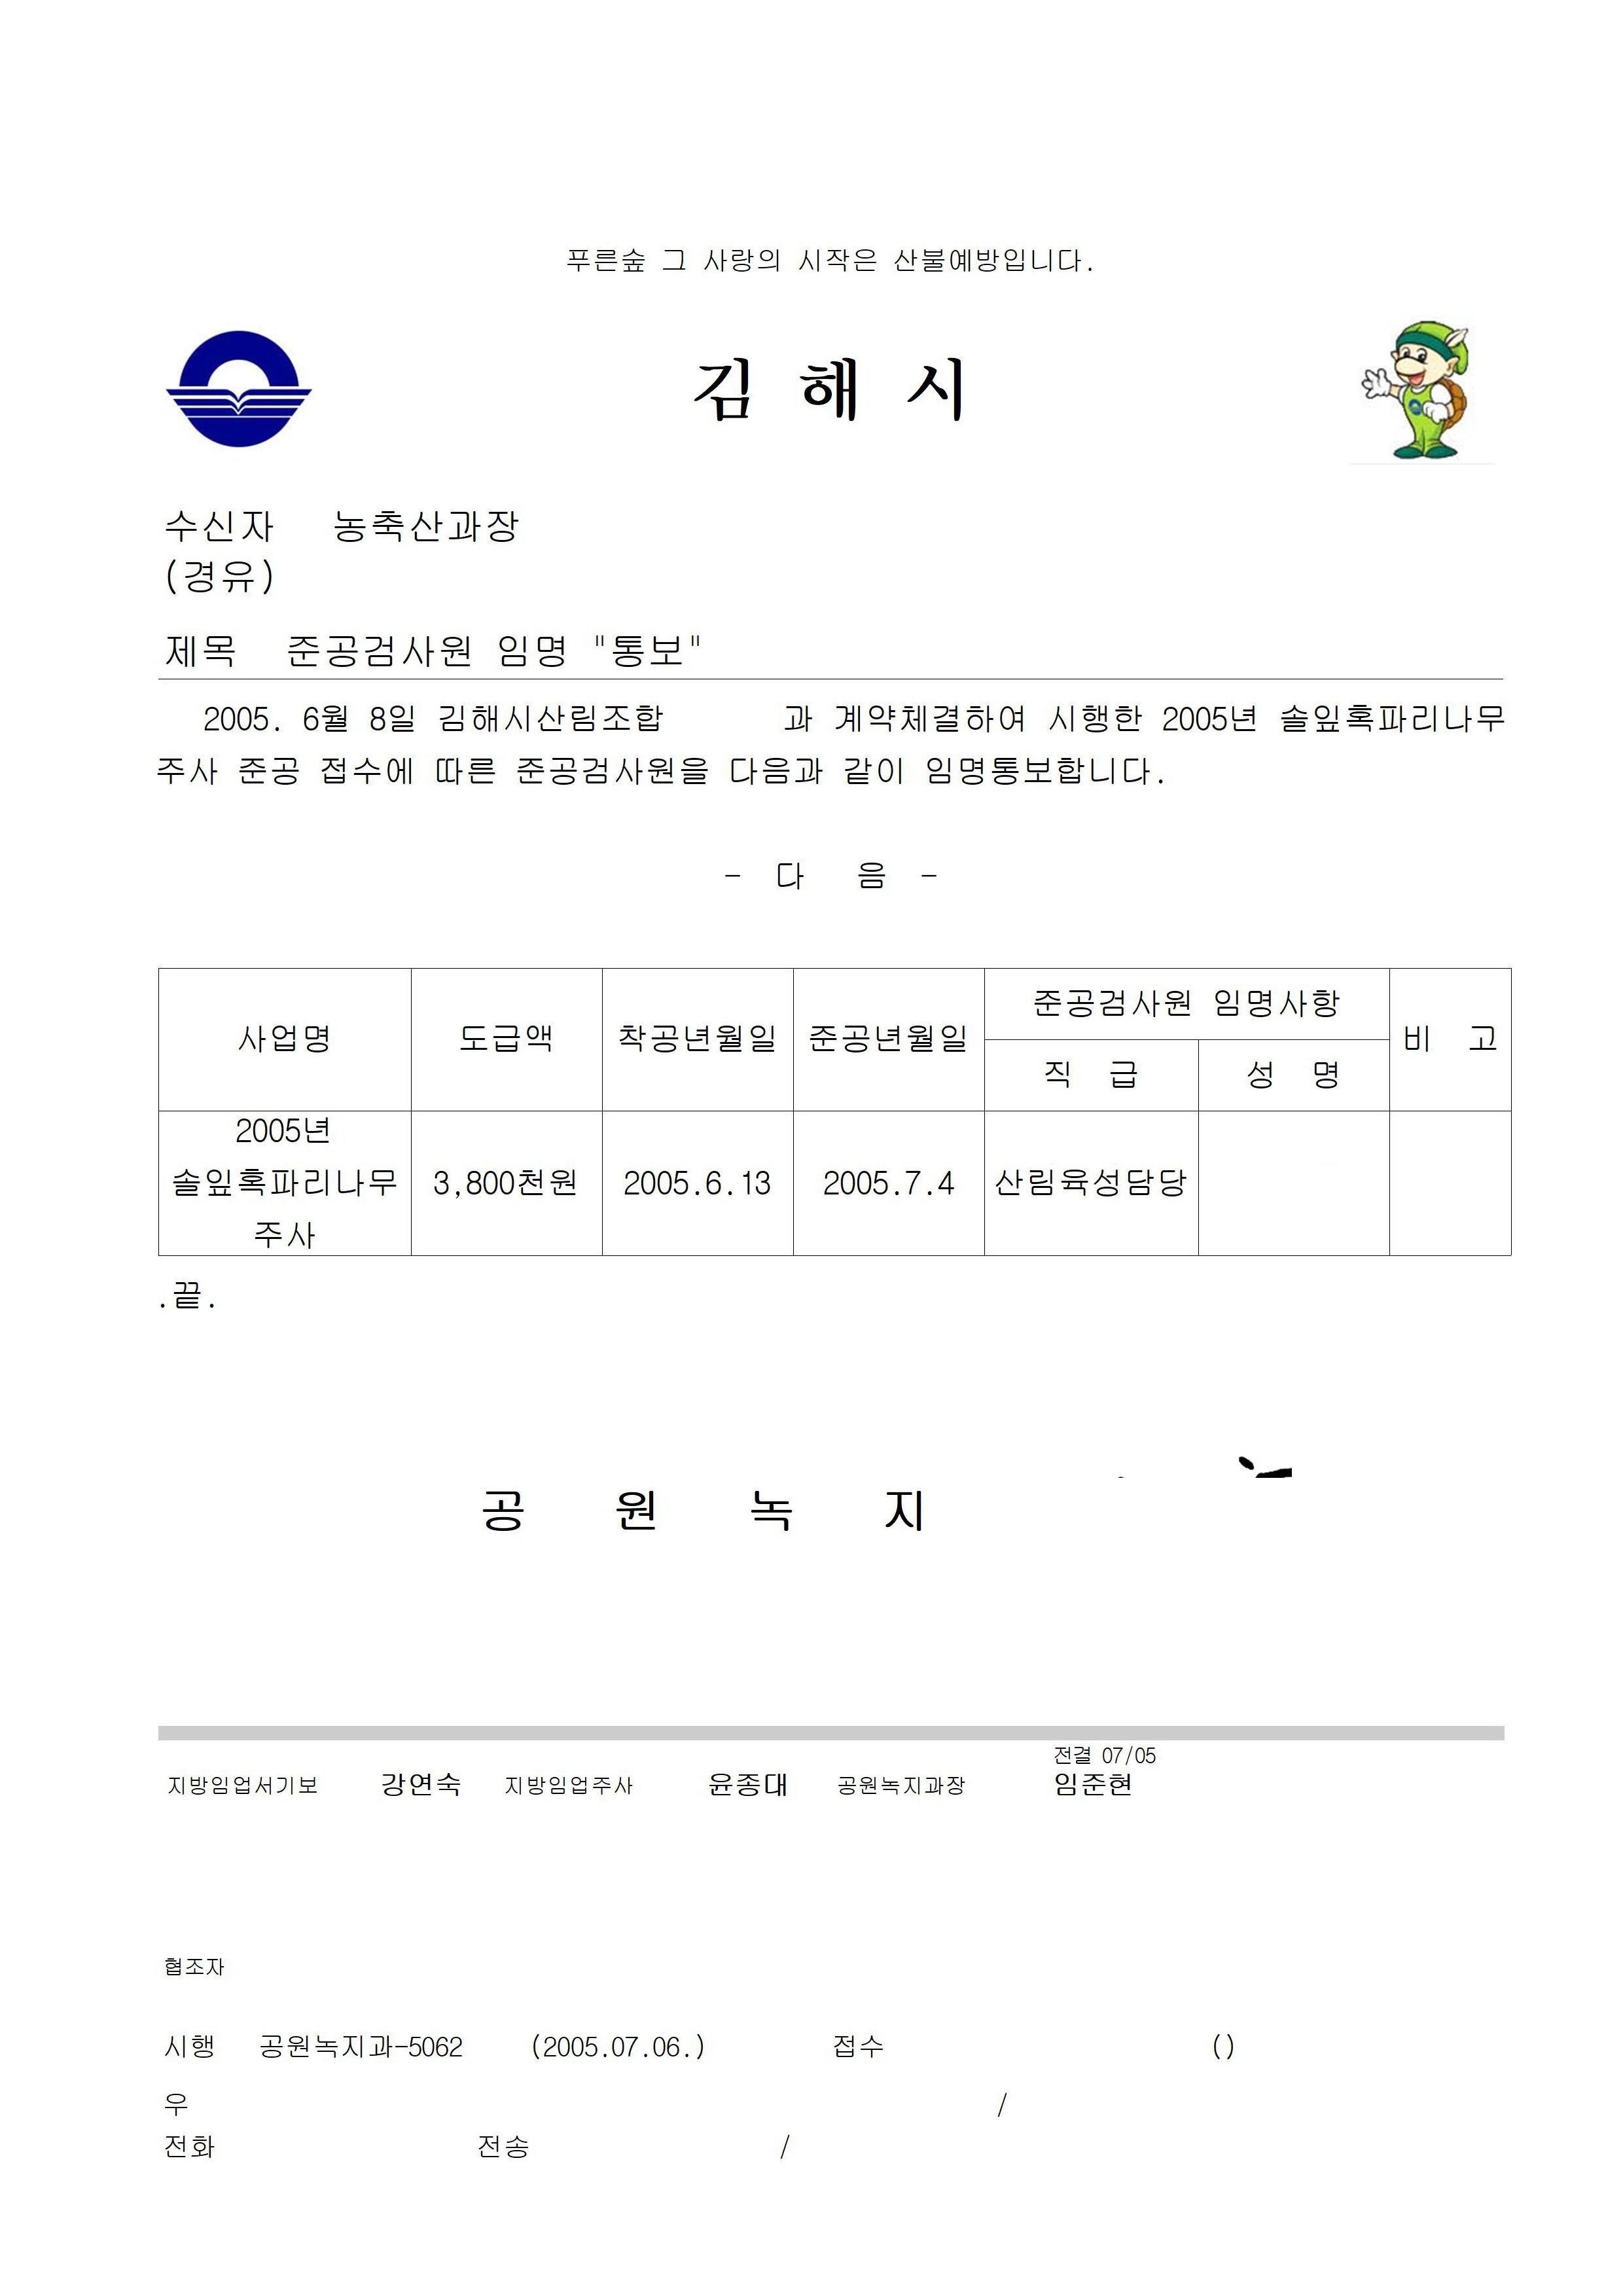 푸른숲 그 사랑의 시작은 산불예방입니다.
김 해 시
수신자 농축산과장
(경유)
제목 준공검사원 임명 "통보"
2005. 6월 8일 김해시산림조합 과 계약체결하여 시행한 2005년 솔잎혹파리나무
주사 준공 접수에 따른 준공검사원을 다음과 같이 임명통보합니다.
- 다 음 -
사업명 도급액 착공년월일 준공년월일 준공검사원 임명사항 비 고
직 급 성 명
2005년
솔잎혹파리나무 3,800천원 2005.6.13 2005.7.4 산림육성담당
주사
.끝.
공 원 녹 지
전결 07/05
지방임업서기보 강연숙 지방임업주사 윤종대 공원녹지과장 임준현
협조자
시행 공원녹지과-5062 (2005.07.06.) 접수 ()
우 /
전화 전송 /